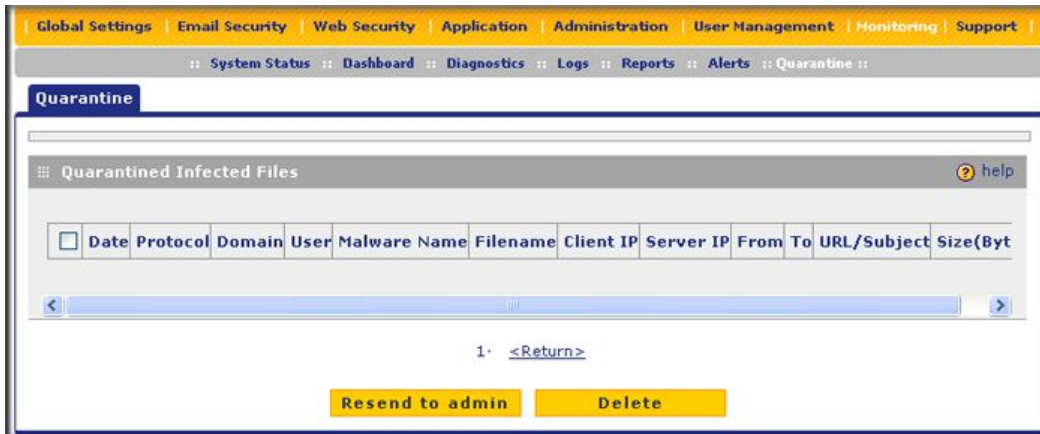 Global Settings | Email Security | Web Security | Application | Administration | User Management | Monitoring | Support
:: System Status :: Dashboard :: Diagnostics :: Logs :: Reports :: Alerts :: Quarantine ::
Quarantine
Quarantined Infected Files
help
Date Protocol Domain User Malware Name Filename Client IP Server IP From To URL/Subject Size(Byt
1· <Return>
Resend to admin
Delete